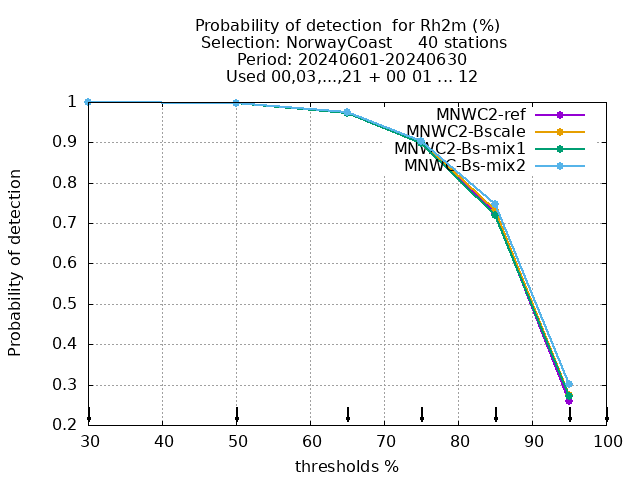 Probability of detection  for Rh2m (%)
Selection: NorwayCoast     40 stations
Period: 20240601-20240630
Used 00,03,...,21 + 00 01 ... 12
MNWC2-ref
MNWC2-Bscale
MNWC2-Bs-mix1
MNWC-Bs-mix2
Probability of detection
1
0.9
0.8
0.7
0.6
0.5
0.4
0.3
0.2
30 40 50 60 70 80 90 100
thresholds %